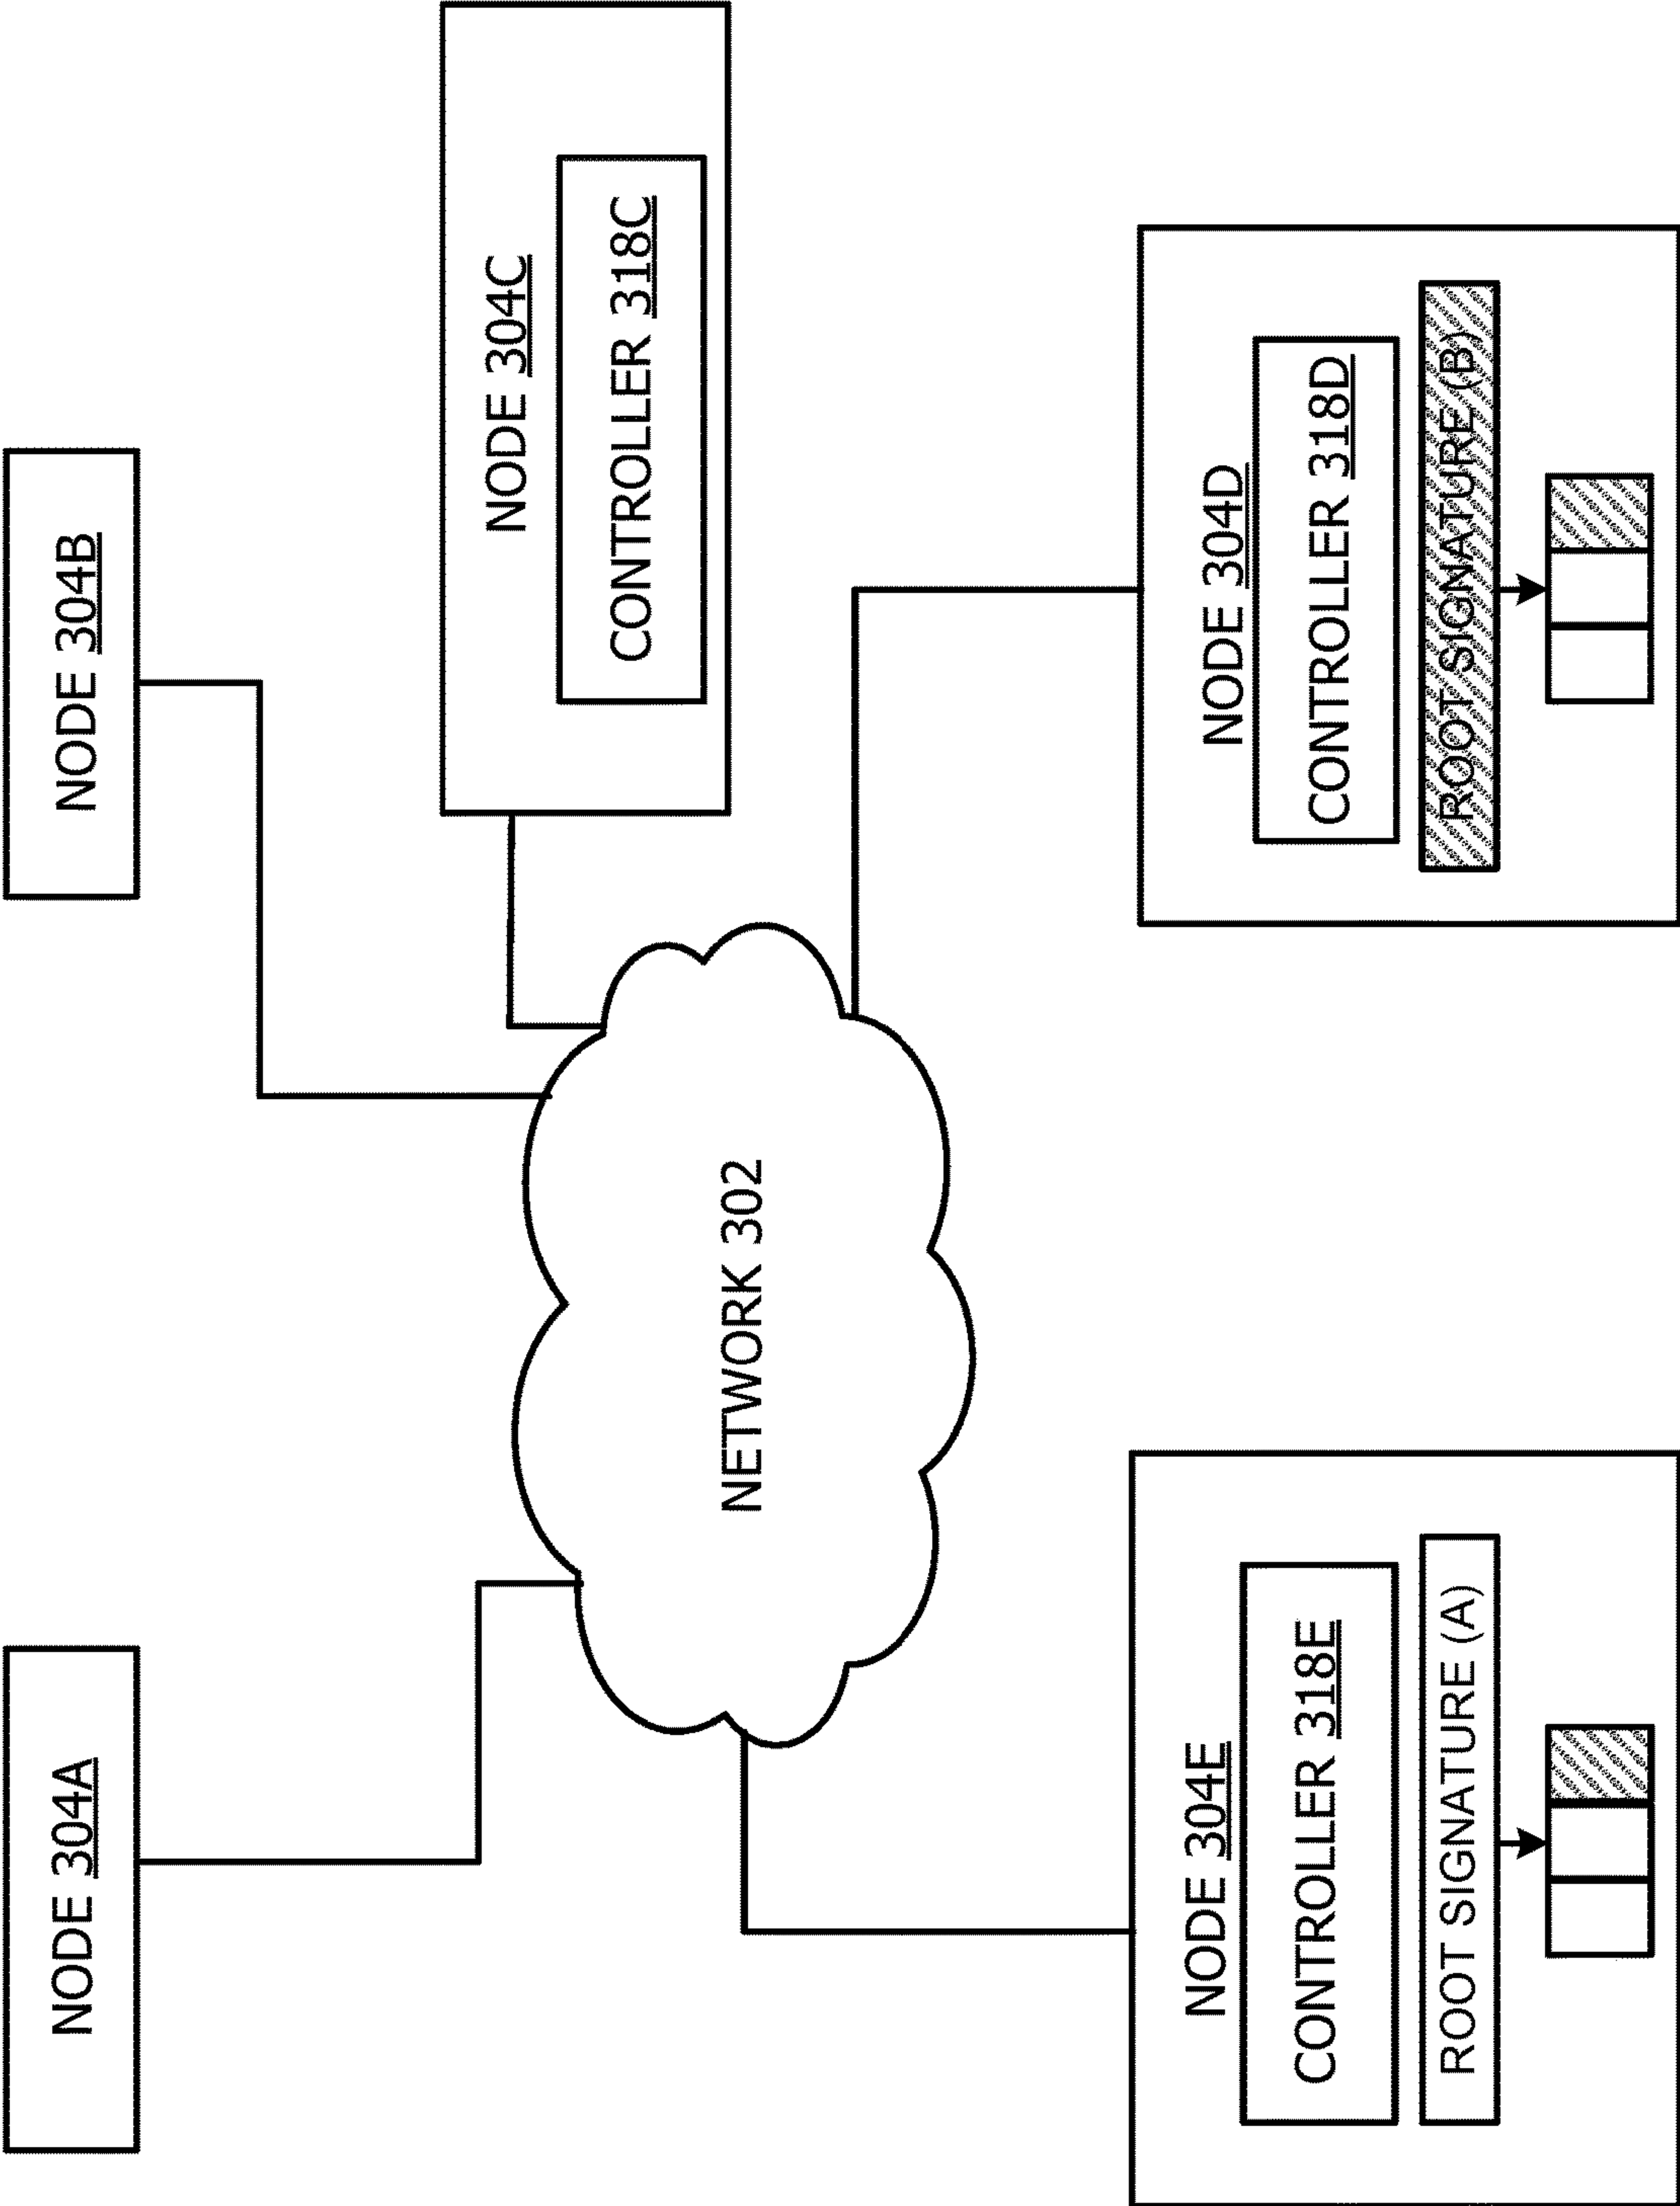 NODE 304A
NODE 304B
NODE 304C
CONTROLLER 318C
NETWORK 302
NODE 304E
CONTROLLER 318E
ROOT SIGNATURE (A)
NODE 304D
CONTROLLER 318D
ROOT SIGNATURE (B)